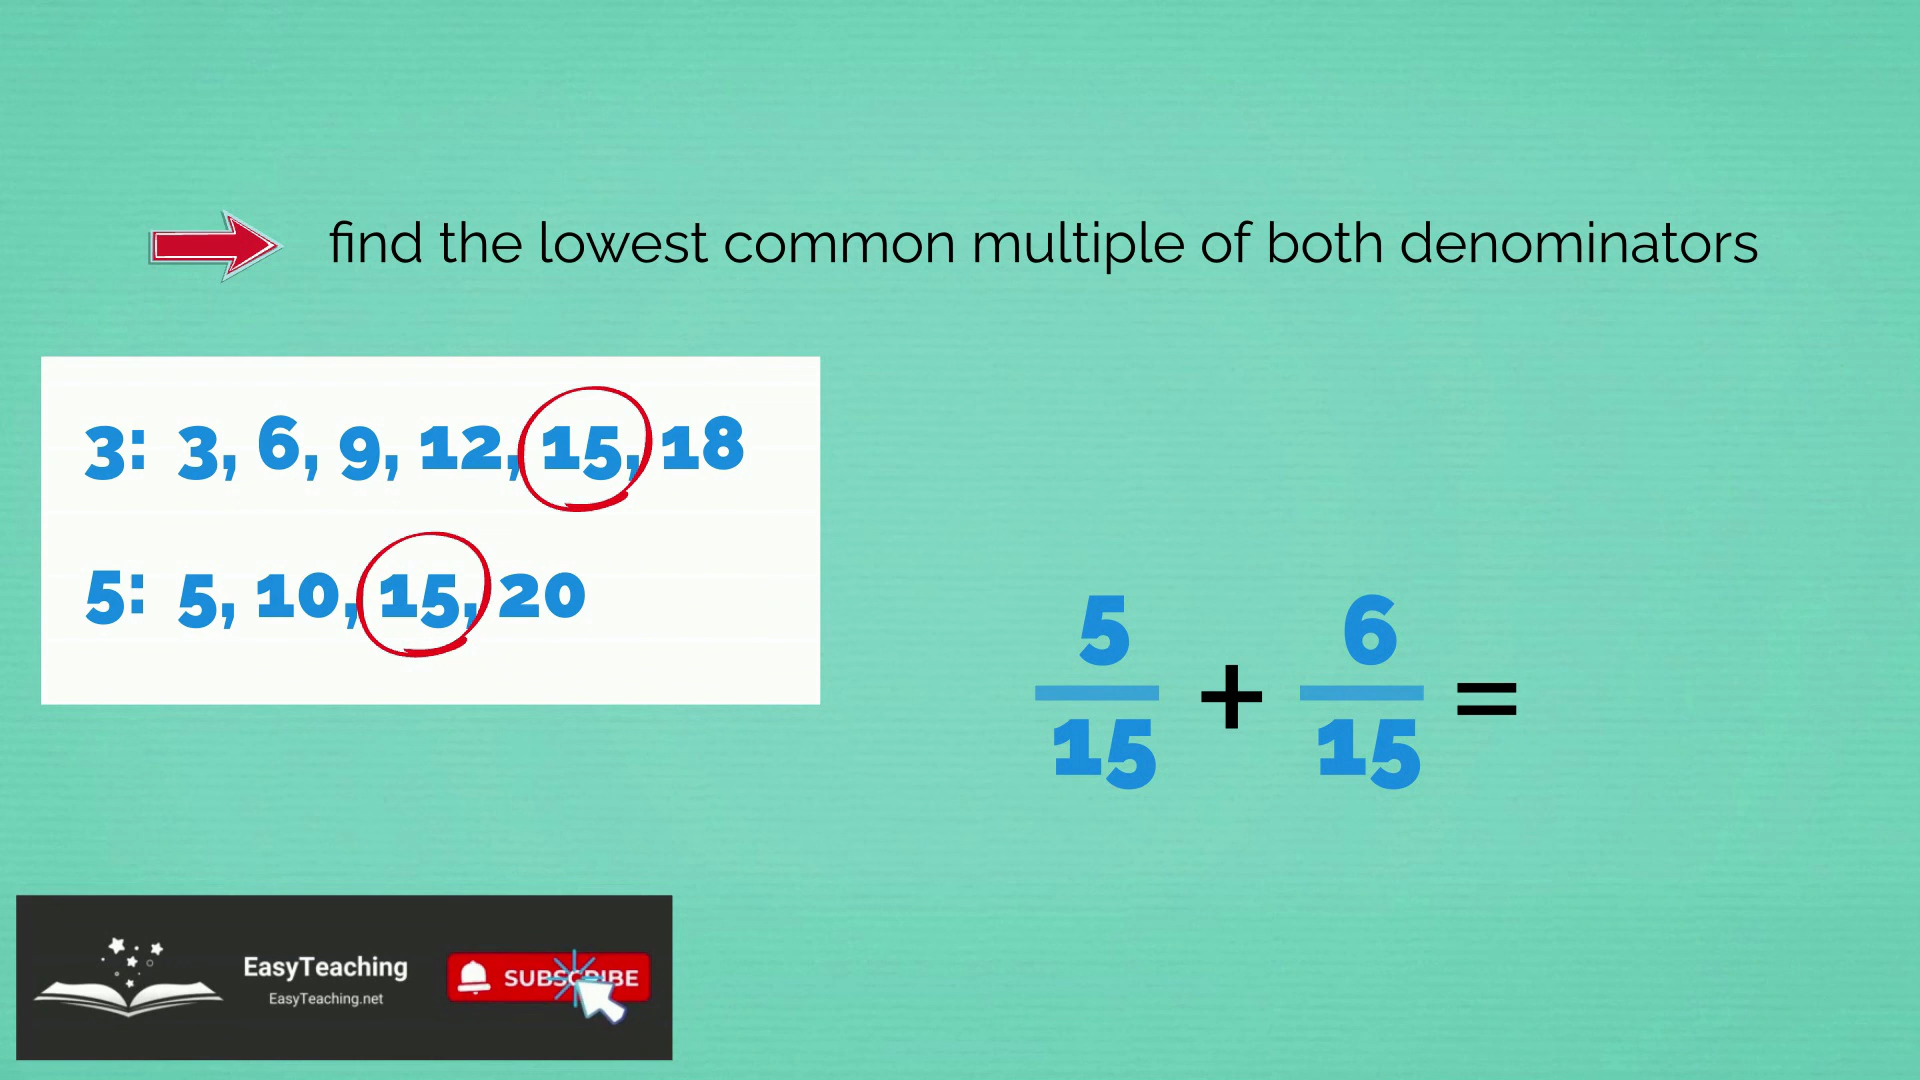 find the lowest common multiple of both denominators
3: 3, 6, 9, 12, 15, 18
5: 5, 10, 15, 20
5 6
+ =
15 15
EasyTeaching
EasyTeaching.net
SUBSCRIBE